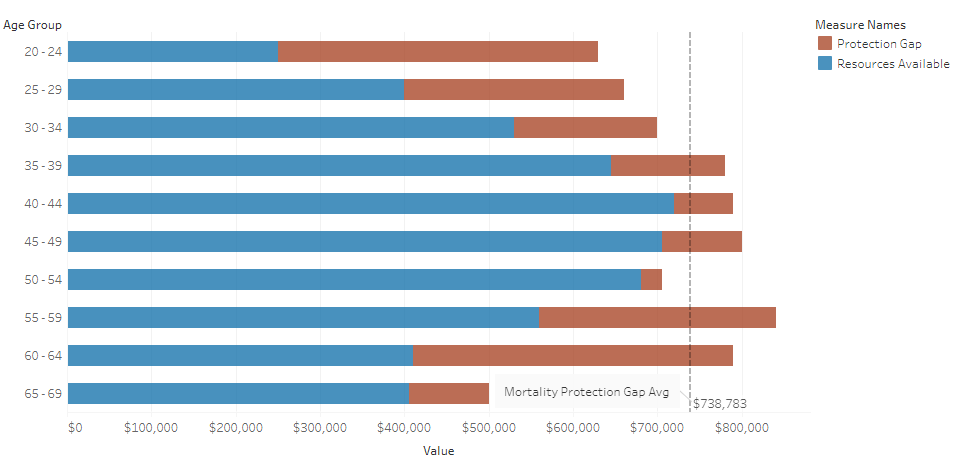 Age Group
Measure Names
Protection Gap
Resources Available
20 - 24
25 - 29
30 - 34
35 - 39
40 - 44
45 - 49
50 - 54
55 - 59
60 - 64
65 - 69
Mortality Protection Gap Avg
$738,783
$0 $100,000 $200,000 $300,000 $400,000 $500,000 $600,000 $700,000 $800,000
Value